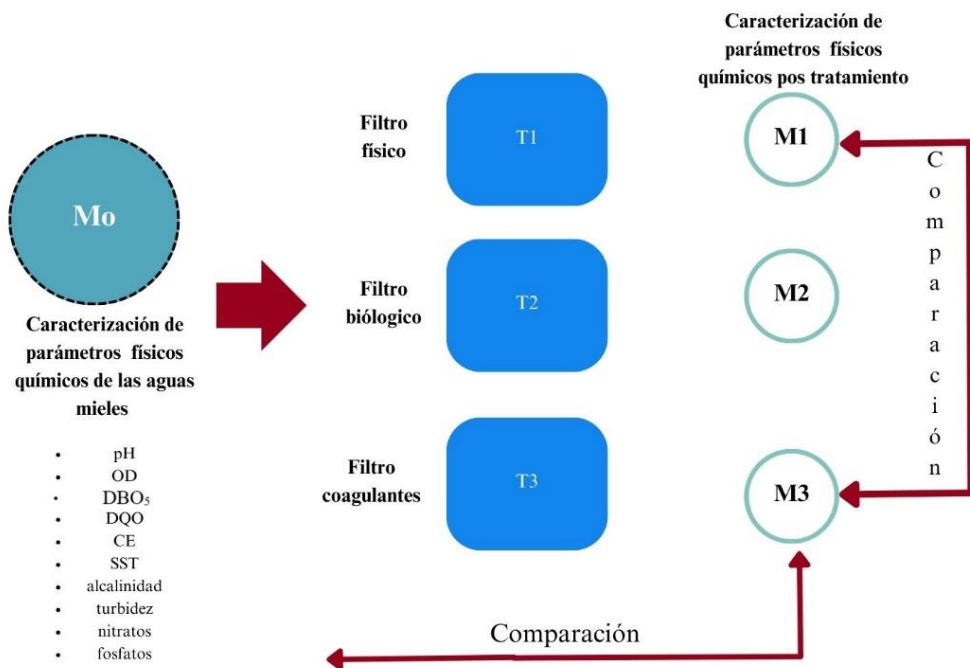 Mo
Caracterización de
parámetros físicos
químicos de las aguas
mieles
• pH
• OD
• DBO₅
• DQO
• CE
• SST
• alcalinidad
• turbidez
• nitratos
• fosfatos
Filtro
físico
T1
Filtro
biólogico
T2
Filtro
coagulantes
T3
Caracterización de
parámetros físicos
químicos pos tratamiento
M1
M2
M3
Comparación
Comparación